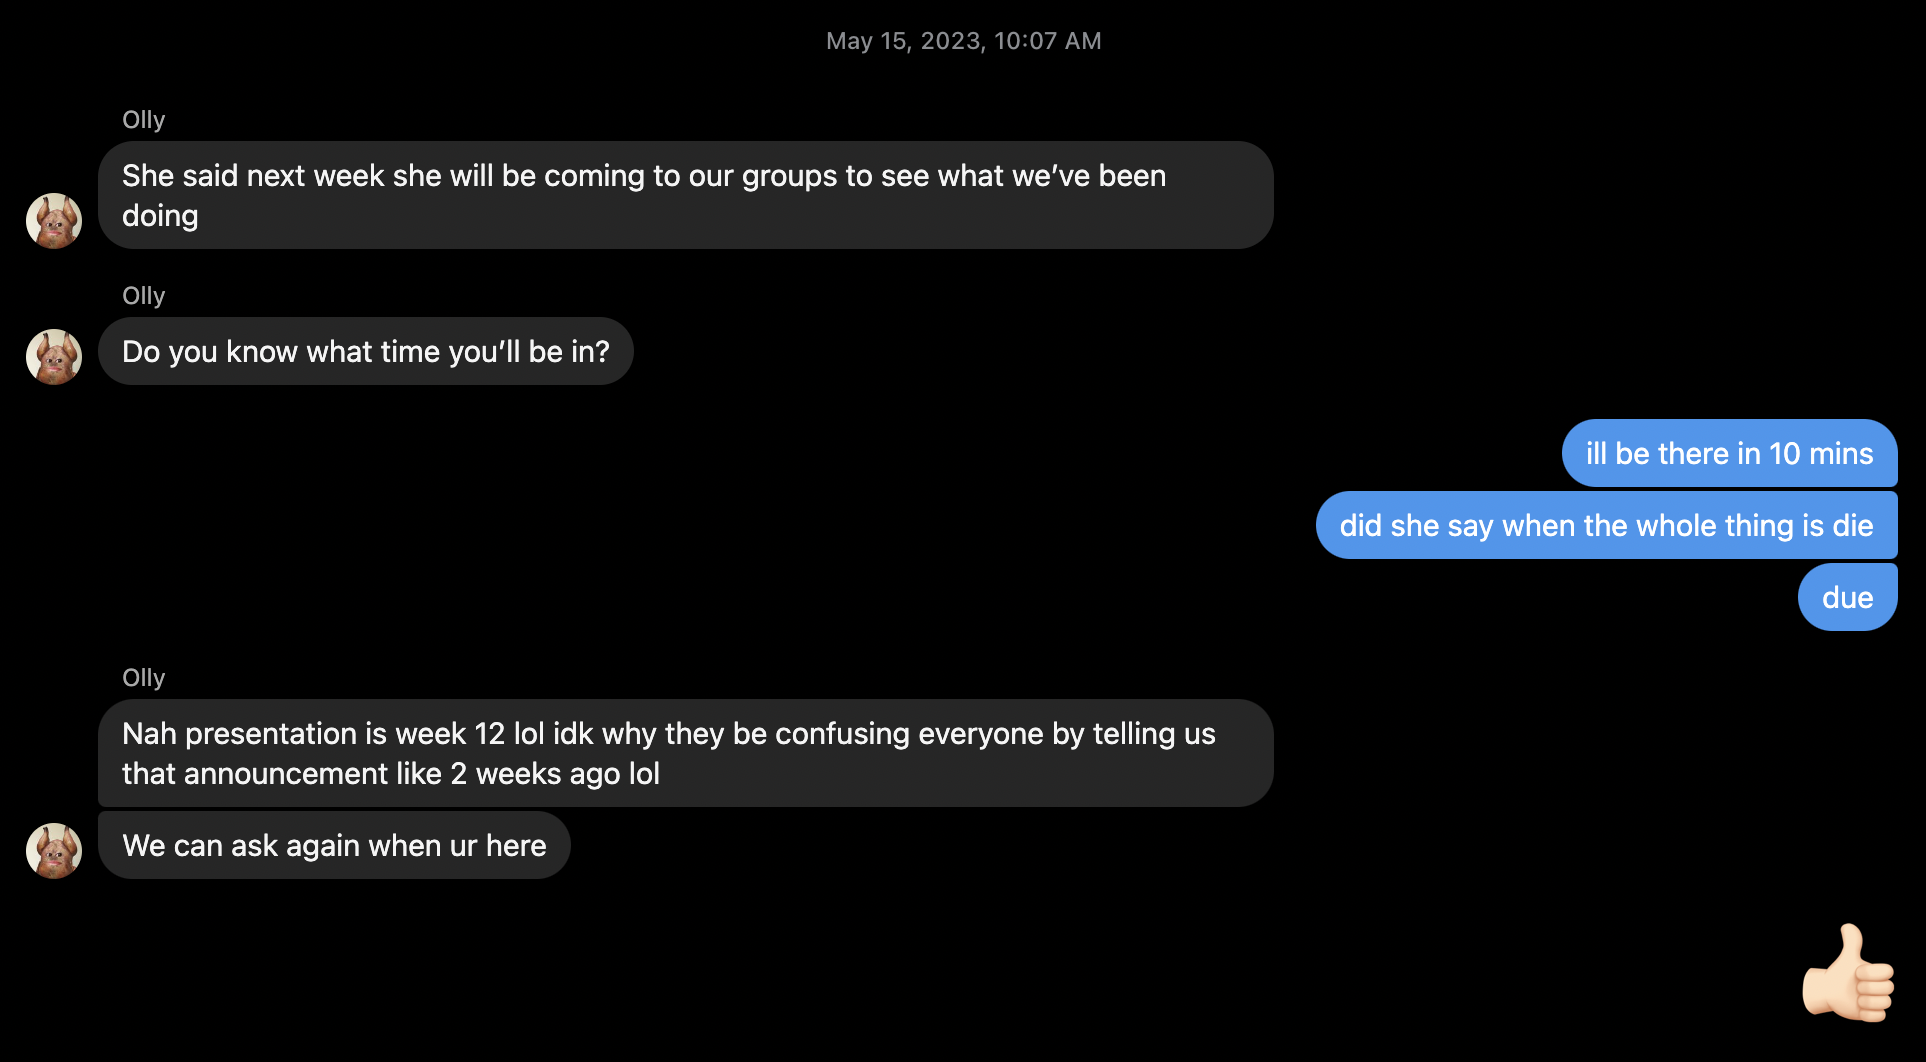 May 15, 2023, 10:07 AM
Olly
She said next week she will be coming to our groups to see what we’ve been
doing
Olly
Do you know what time you’ll be in?
ill be there in 10 mins
did she say when the whole thing is die
due
Olly
Nah presentation is week 12 lol idk why they be confusing everyone by telling us
that announcement like 2 weeks ago lol
We can ask again when ur here